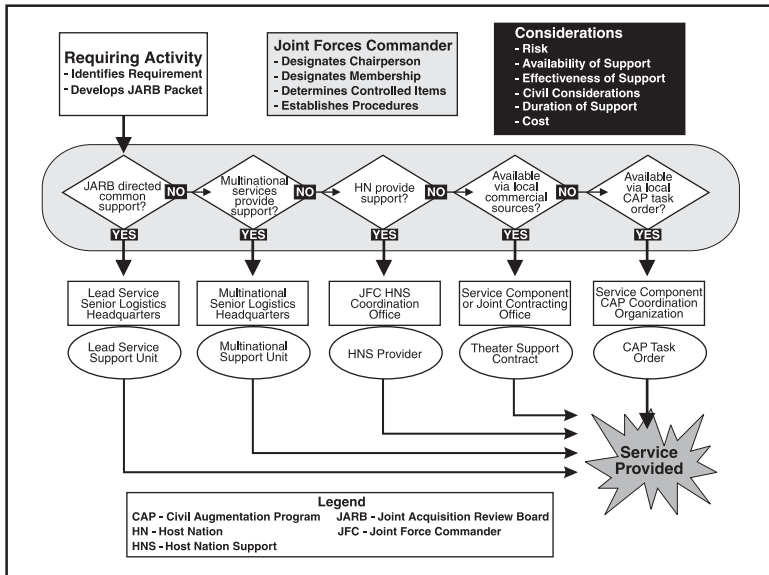 Requiring Activity
- Identifies Requirement
- Develops JARB Packet
Joint Forces Commander
- Designates Chairperson
- Designates Membership
- Determines Controlled Items
- Establishes Procedures
Considerations
- Risk
- Availability of Support
- Effectiveness of Support
- Civil Considerations
- Duration of Support
- Cost
JARB directed
common
support?
NO
YES
Multinational
services
provide
support?
NO
YES
HN provide
support?
NO
YES
Available
via local
commercial
sources?
NO
YES
Available
via local
CAP task
order?
YES
Lead Service
Senior Logistics
Headquarters
Multinational
Senior Logistics
Headquarters
JFC HNS
Coordination
Office
Service Component
or Joint Contracting
Office
Service Component
CAP Coordination
Organization
Lead Service
Support Unit
Multinational
Support Unit
HNS Provider
Theater Support
Contract
CAP Task
Order
Service
Provided
Legend
CAP - Civil Augmentation Program
HN - Host Nation
HNS - Host Nation Support
JARB - Joint Acquisition Review Board
JFC - Joint Force Commander